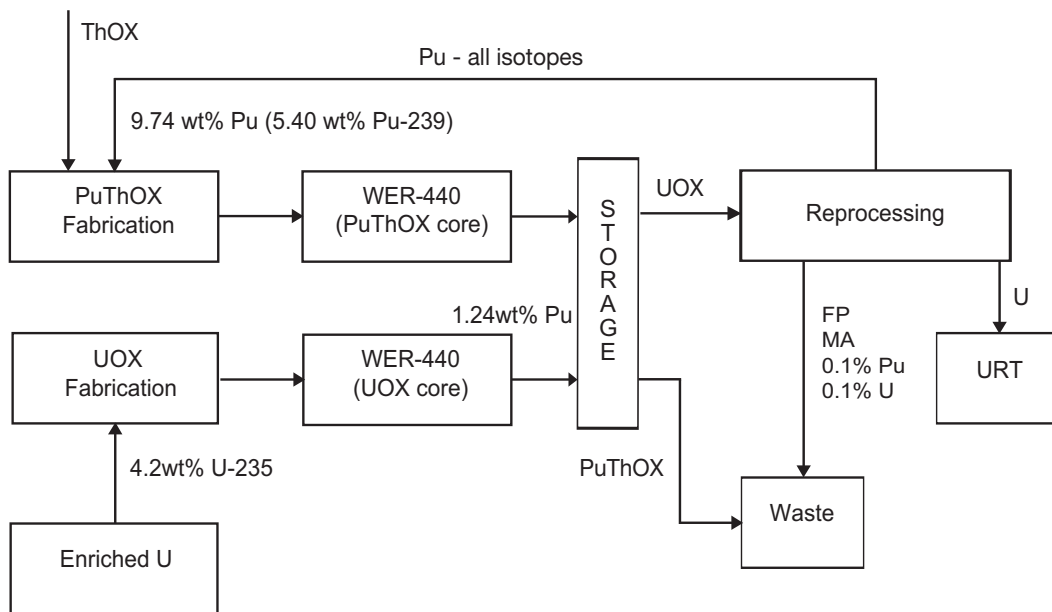 ThOX
Pu - all isotopes
9.74 wt% Pu (5.40 wt% Pu-239)
PuThOX
Fabrication
WER-440
(PuThOX core)
STORAGE
UOX
Reprocessing
1.24wt% Pu
UOX
Fabrication
WER-440
(UOX core)
FP
MA
0.1% Pu
0.1% U
U
URT
4.2wt% U-235
PuThOX
Waste
Enriched U